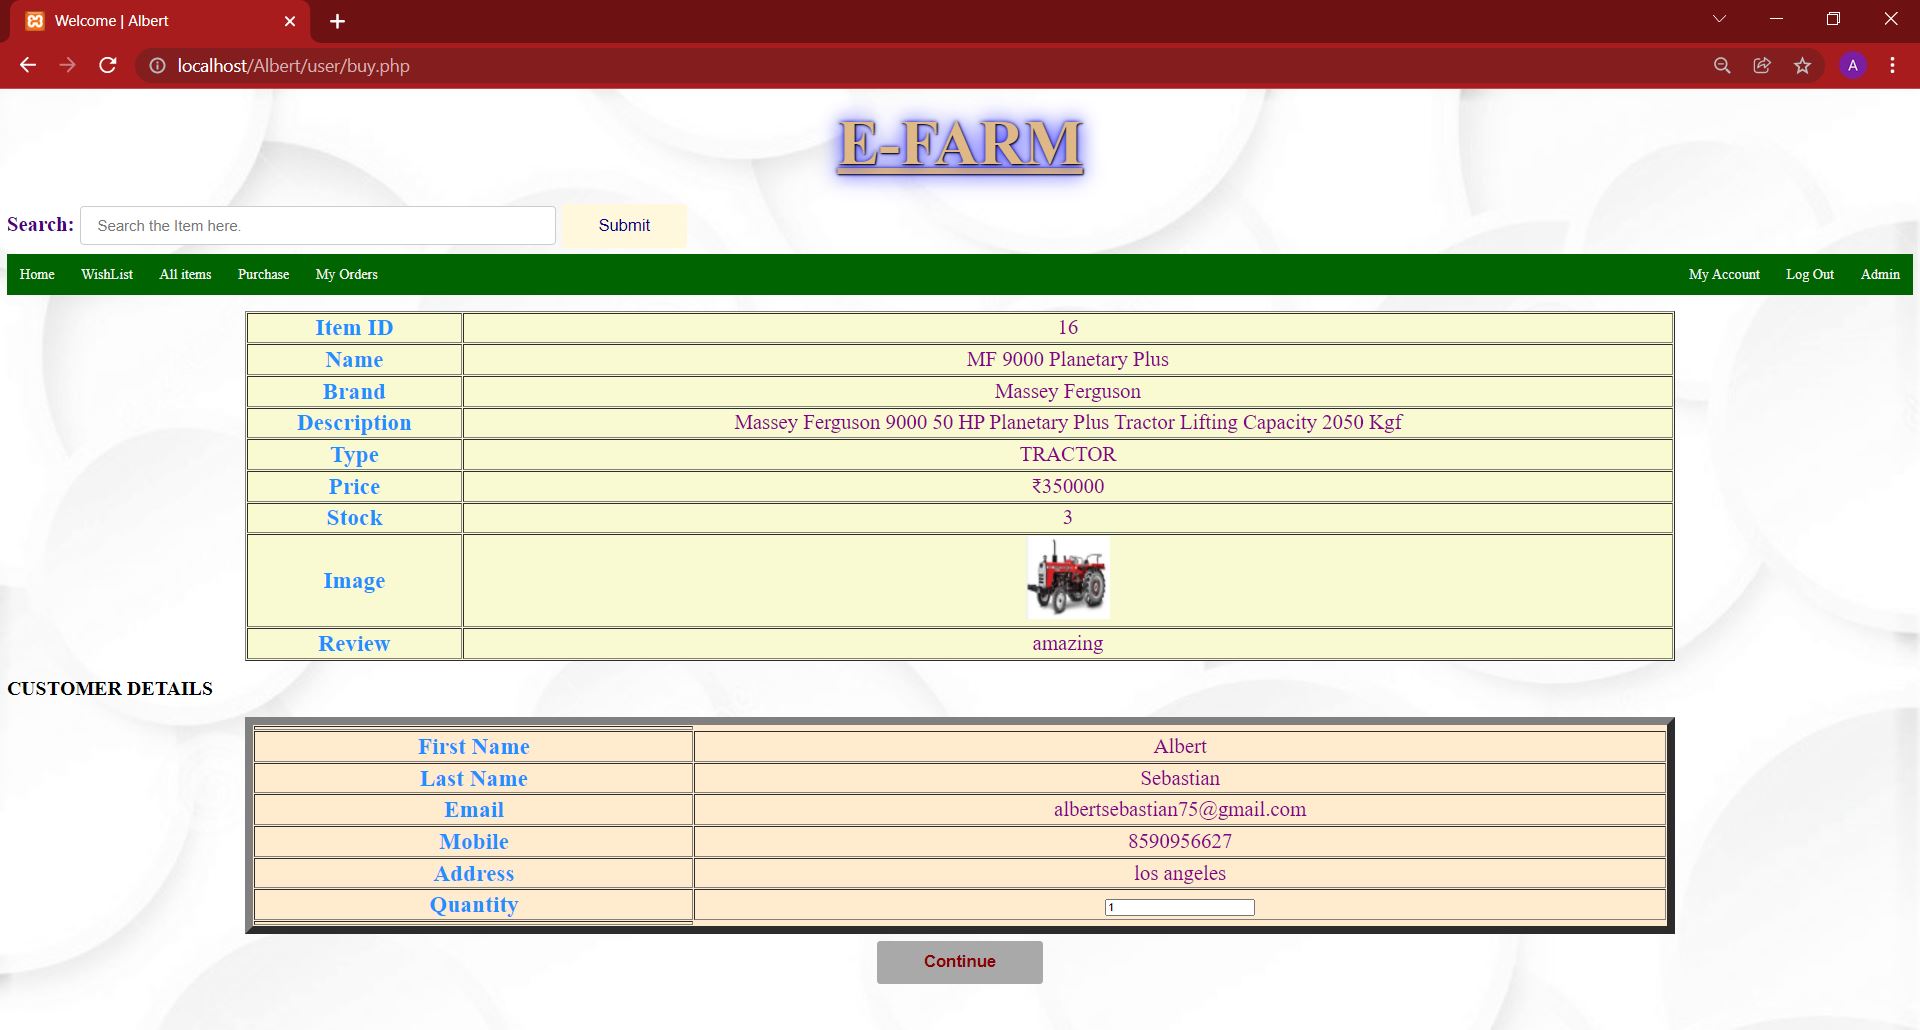 Welcome | Albert
localhost/Albert/user/buy.php
A
E-FARM
Search: Search the Item here. Submit
Home WishList All items Purchase My Orders My Account Log Out Admin
Item ID 16
Name MF 9000 Planetary Plus
Brand Massey Ferguson
Description Massey Ferguson 9000 50 HP Planetary Plus Tractor Lifting Capacity 2050 Kgf
Type TRACTOR
Price ₹350000
Stock 3
Image
Review amazing
CUSTOMER DETAILS
First Name Albert
Last Name Sebastian
Email albertsebastian75@gmail.com
Mobile 8590956627
Address los angeles
Quantity 1
Continue